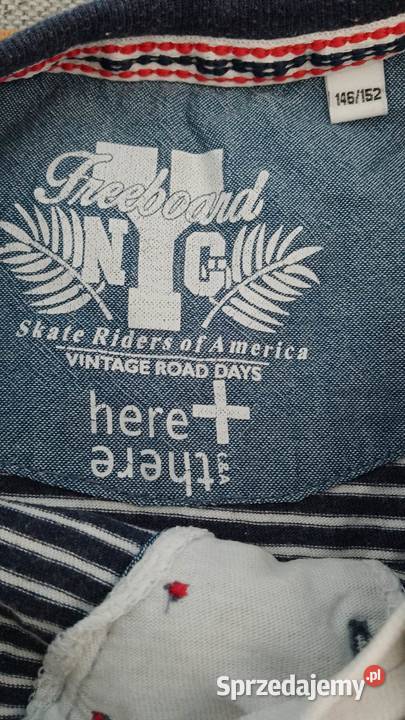 146/152
Freeboard
NYC
Skate Riders of America
VINTAGE ROAD DAYS
here+
there
Sprzedajemy.pl